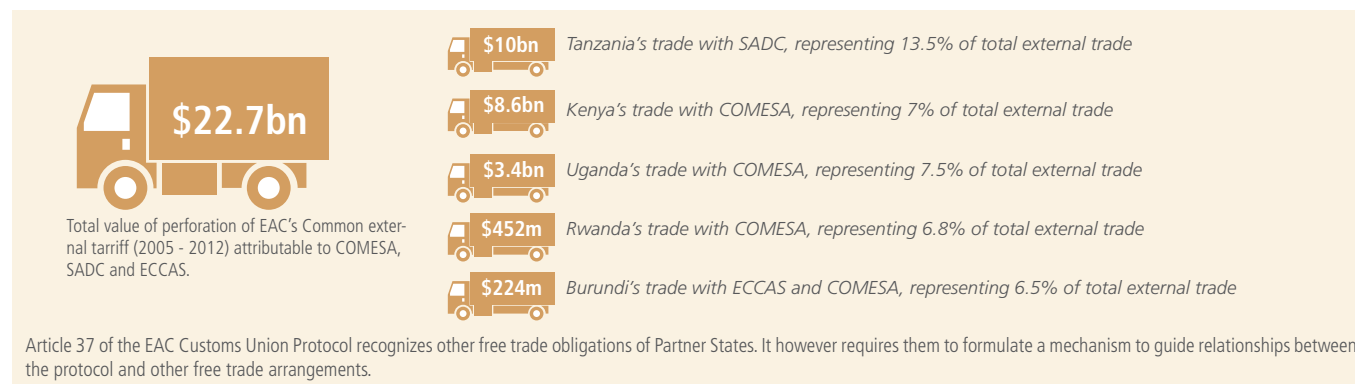 $22.7bn
Total value of perforation of EAC's Common exter-
nal tarriff (2005 - 2012) attributable to COMESA,
SADC and ECCAS.
$10bn Tanzania's trade with SADC, representing 13.5% of total external trade
$8.6bn Kenya's trade with COMESA, representing 7% of total external trade
$3.4bn Uganda's trade with COMESA, representing 7.5% of total external trade
$452m Rwanda's trade with COMESA, representing 6.8% of total external trade
$224m Burundi's trade with ECCAS and COMESA, representing 6.5% of total external trade
Article 37 of the EAC Customs Union Protocol recognizes other free trade obligations of Partner States. It however requires them to formulate a mechanism to guide relationships between
the protocol and other free trade arrangements.